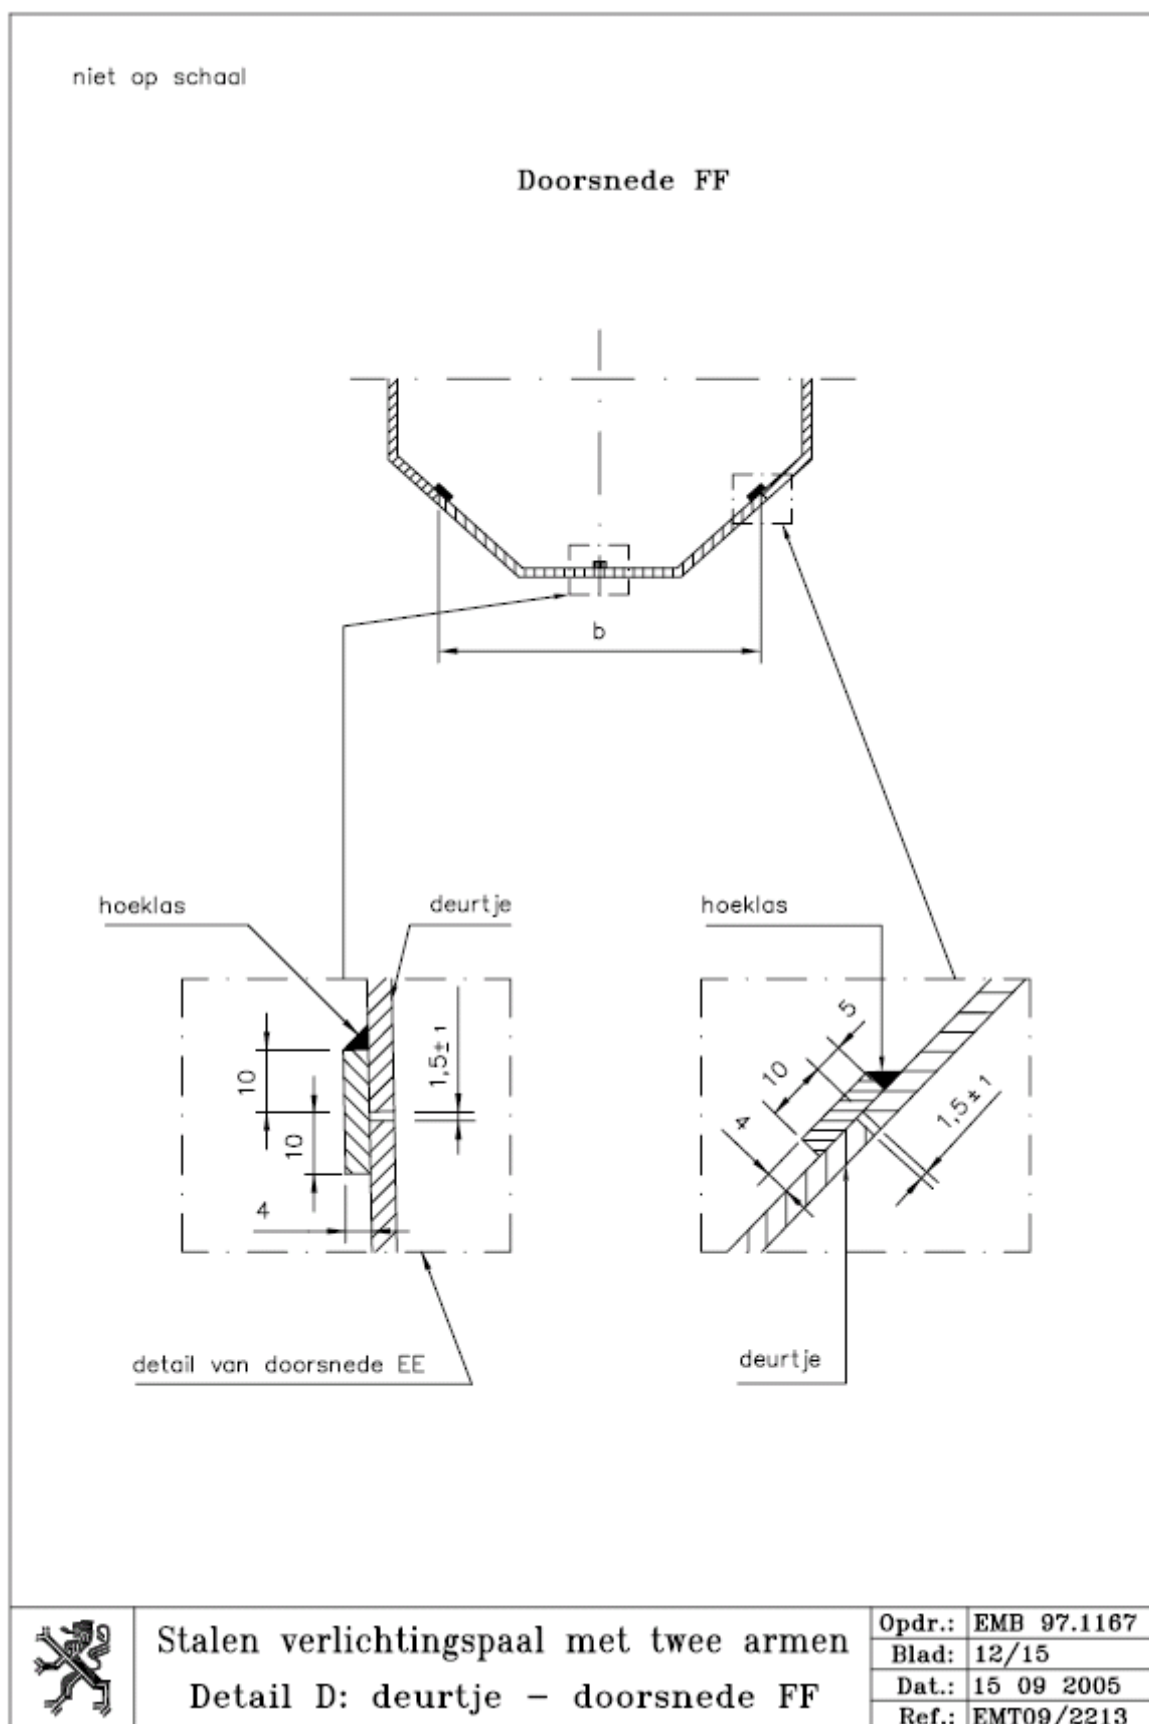 niet op schaal
Doorsnede FF
b
hoeklas
deurtje
hoeklas
10
10
4
1,5± 1
5
10
4
1,5± 1
detail van doorsnede EE
deurtje
Stalen verlichtingspaal met twee armen
Detail D: deurtje – doorsnede FF
Opdr.: EMB 97.1167
Blad: 12/15
Dat.: 15 09 2005
Ref.: EMT09/2213